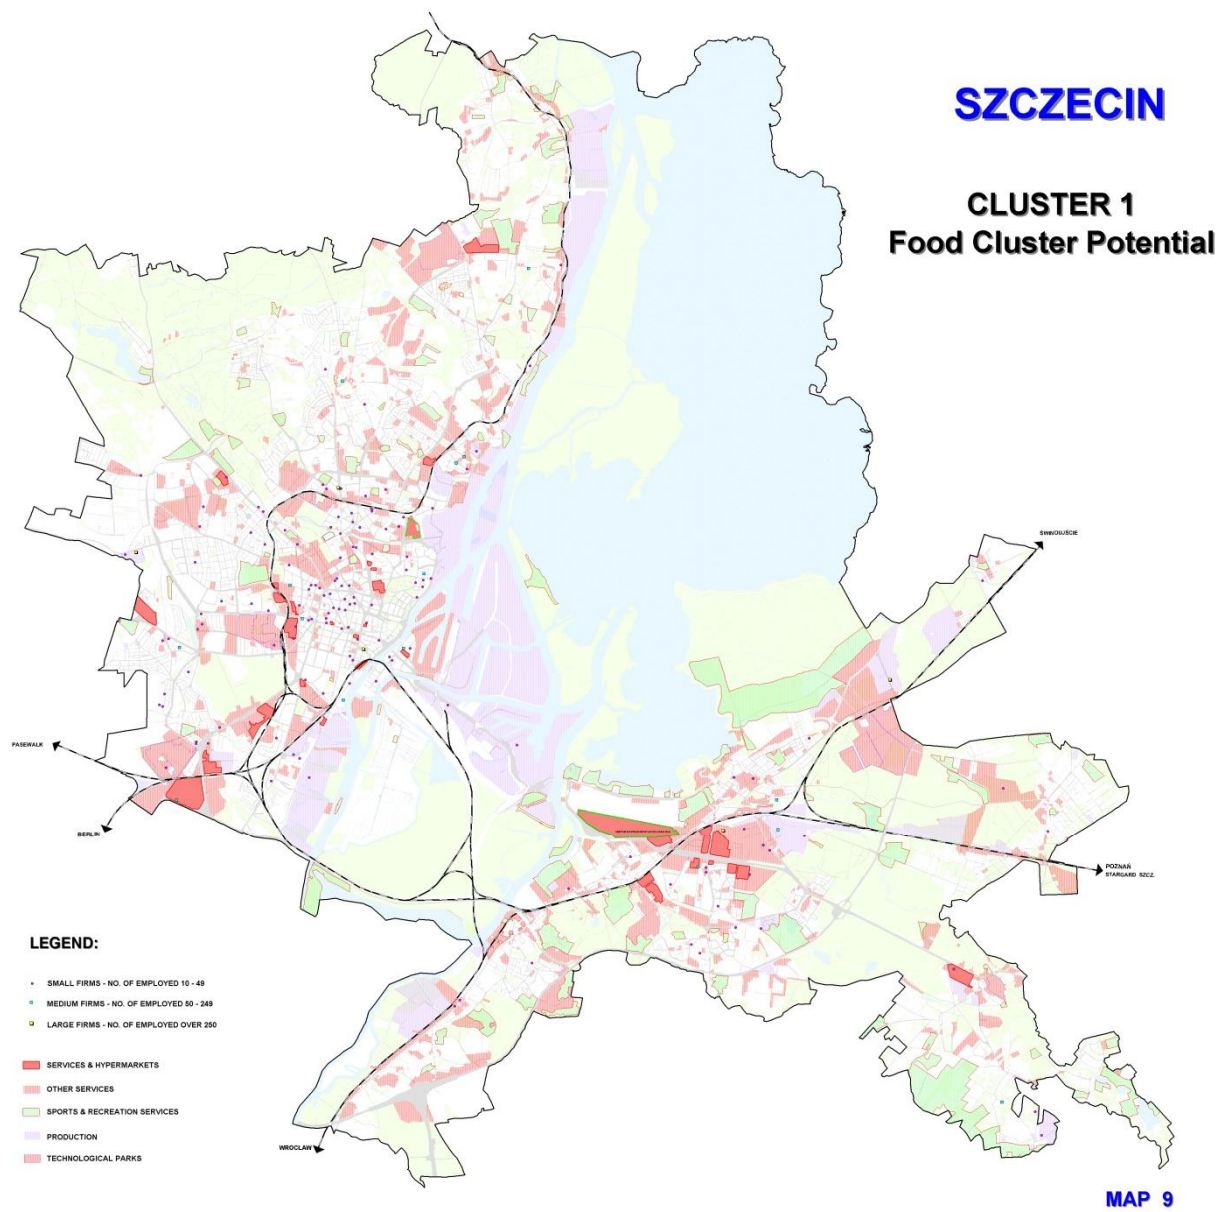 SZCZECIN
CLUSTER 1
Food Cluster Potential
ŚWINOUJŚCIE
PASEWALK
BERLIN
POZNAŃ
STARGARD SZCZ.
WROCŁAW
LEGEND:
SMALL FIRMS - NO. OF EMPLOYED 10 - 49
MEDIUM FIRMS - NO. OF EMPLOYED 50 - 249
LARGE FIRMS - NO. OF EMPLOYED OVER 250
SERVICES & HYPERMARKETS
OTHER SERVICES
SPORTS & RECREATION SERVICES
PRODUCTION
TECHNOLOGICAL PARKS
MAP 9